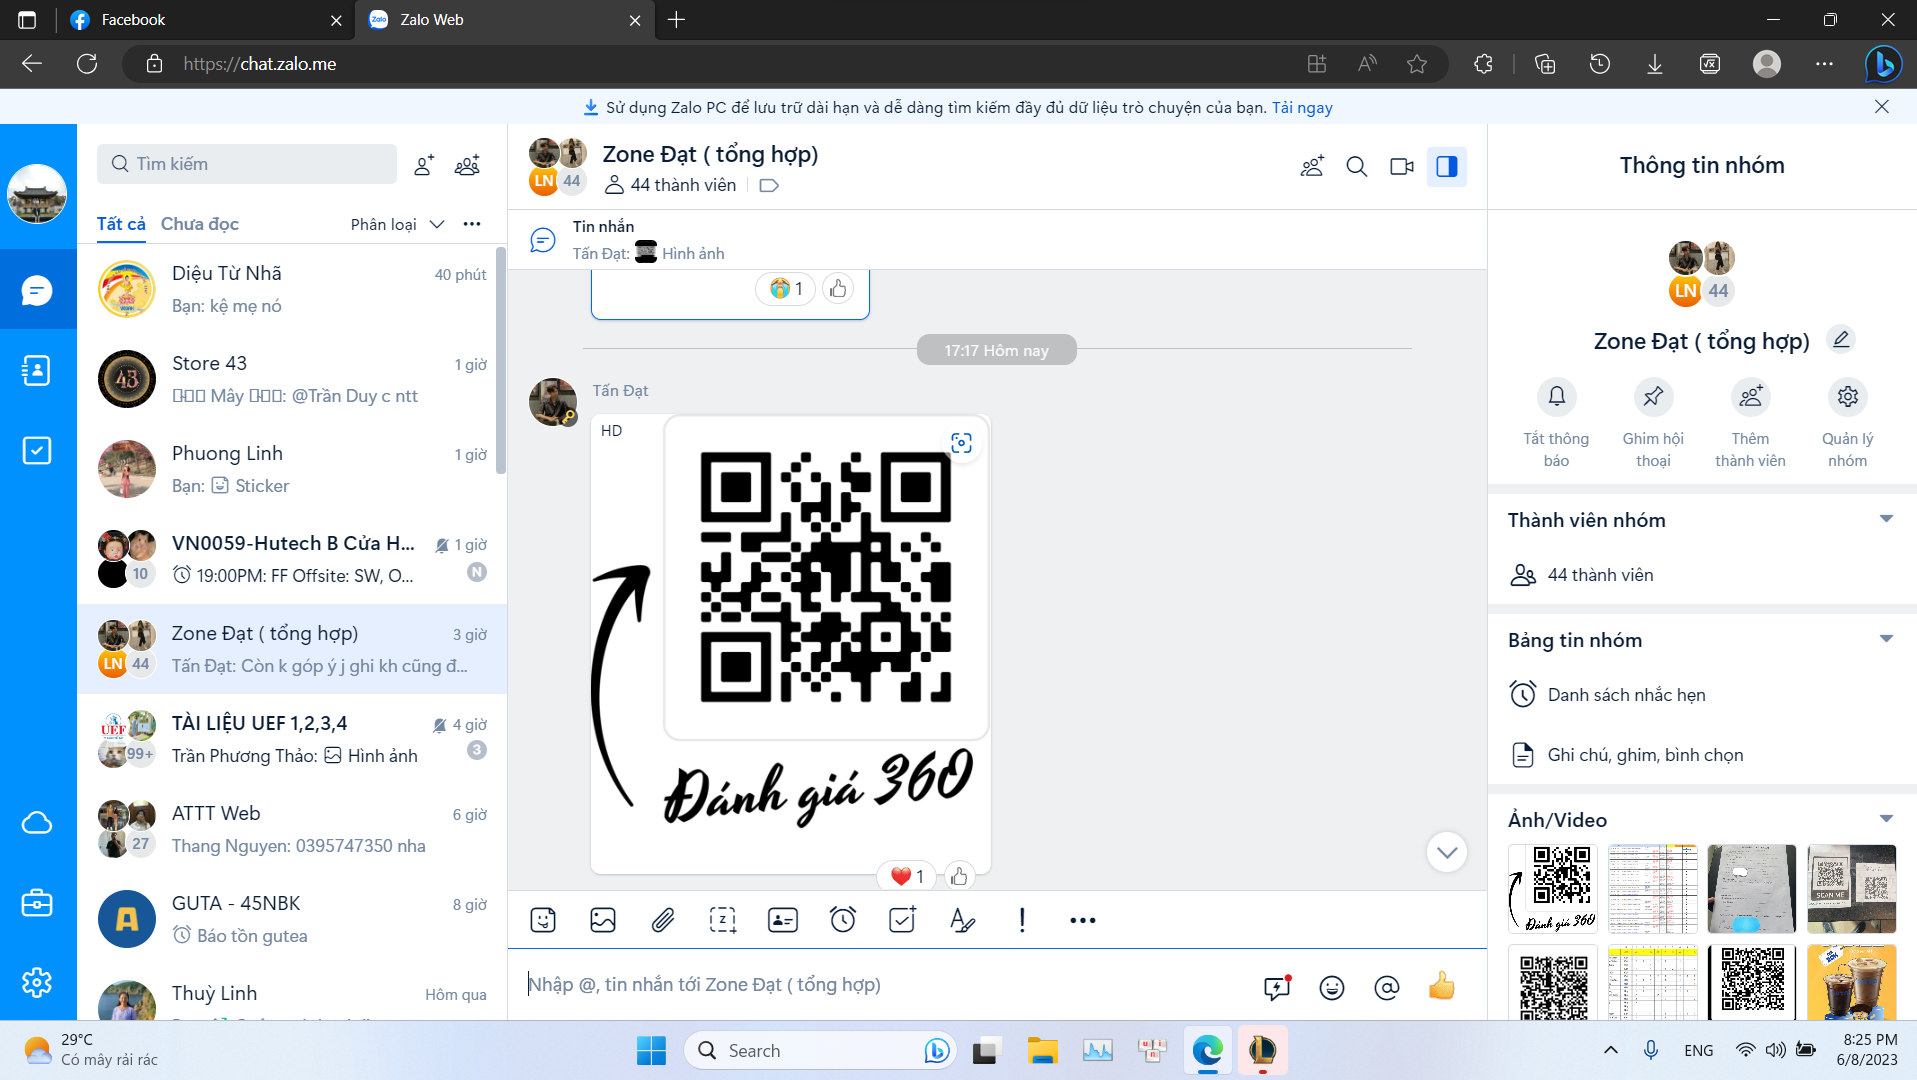 Facebook
Zalo Web
https://chat.zalo.me
Sử dụng Zalo PC để lưu trữ dài hạn và dễ dàng tìm kiếm đầy đủ dữ liệu trò chuyện của bạn. Tải ngay
Tìm kiếm
Tất cả
Chưa đọc
Phân loại
Diệu Từ Nhã
40 phút
Bạn: kệ mẹ nó
Store 43
1 giờ
Mây
: @Trần Duy c ntt
Phuong Linh
1 giờ
Bạn: Sticker
VN0059-Hutech B Cửa H...
1 giờ
10
19:00PM: FF Offsite: SW, O...
N
Zone Đạt ( tổng hợp)
3 giờ
LN 44
Tấn Đạt: Còn k góp ý j ghi kh cũng đ...
TÀI LIỆU UEF 1,2,3,4
4 giờ
UEF
99+
Trần Phương Thảo: Hình ảnh
3
ATTT Web
6 giờ
27
Thang Nguyen: 0395747350 nha
GUTA - 45NBK
8 giờ
A
Báo tồn gutea
Thuỳ Linh
Hôm qua
Zone Đạt ( tổng hợp)
LN 44
44 thành viên
Tin nhắn
Tấn Đạt: Hình ảnh
1
17:17 Hôm nay
Tấn Đạt
HD
Đánh giá 360
1
Nhập @, tin nhắn tới Zone Đạt ( tổng hợp)
Thông tin nhóm
LN 44
Zone Đạt ( tổng hợp)
Tắt thông báo
Ghim hội thoại
Thêm thành viên
Quản lý nhóm
Thành viên nhóm
44 thành viên
Bảng tin nhóm
Danh sách nhắc hẹn
Ghi chú, ghim, bình chọn
Ảnh/Video
Đánh giá 360
SCAN ME
29°C
Có mây rải rác
Search
ENG
8:25 PM
6/8/2023